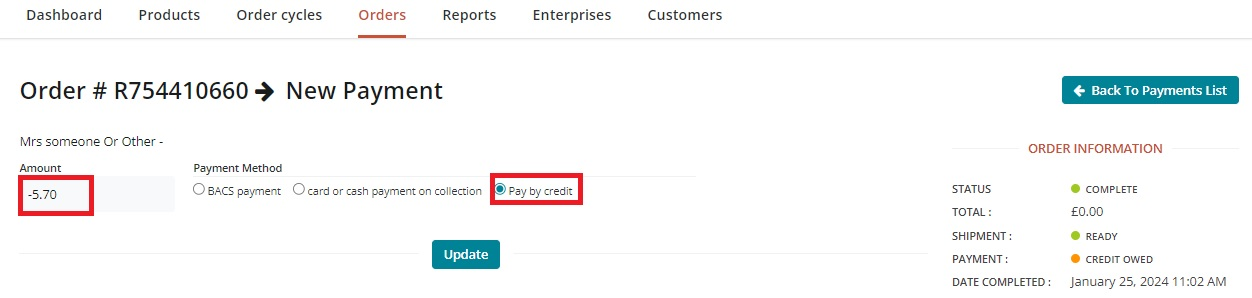 Dashboard Products Order cycles Orders Reports Enterprises Customers
Order # R754410660 → New Payment
← Back To Payments List
Mrs someone Or Other -
Amount
-5.70
Payment Method
BACS payment card or cash payment on collection Pay by credit
Update
ORDER INFORMATION
STATUS COMPLETE
TOTAL : £0.00
SHIPMENT : READY
PAYMENT : CREDIT OWED
DATE COMPLETED : January 25, 2024 11:02 AM